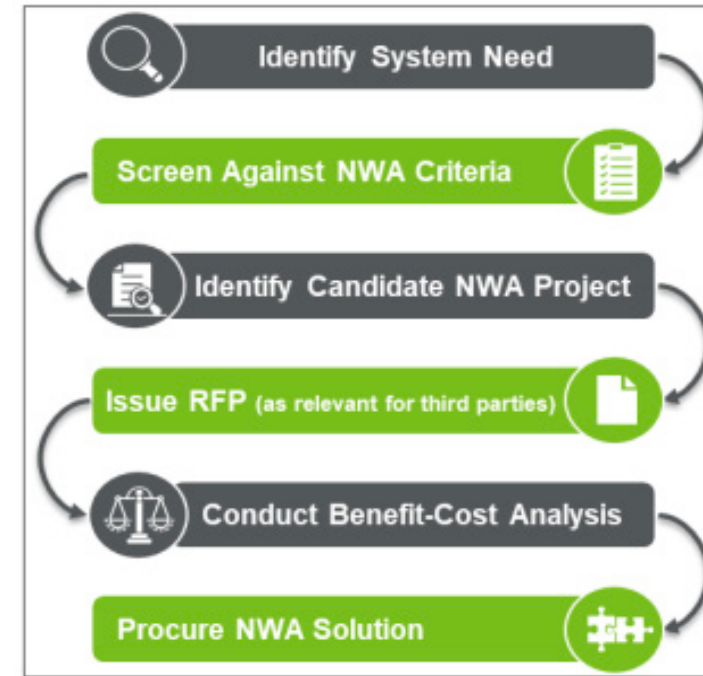 Identify System Need
Screen Against NWA Criteria
Identify Candidate NWA Project
Issue RFP (as relevant for third parties)
Conduct Benefit-Cost Analysis
Procure NWA Solution